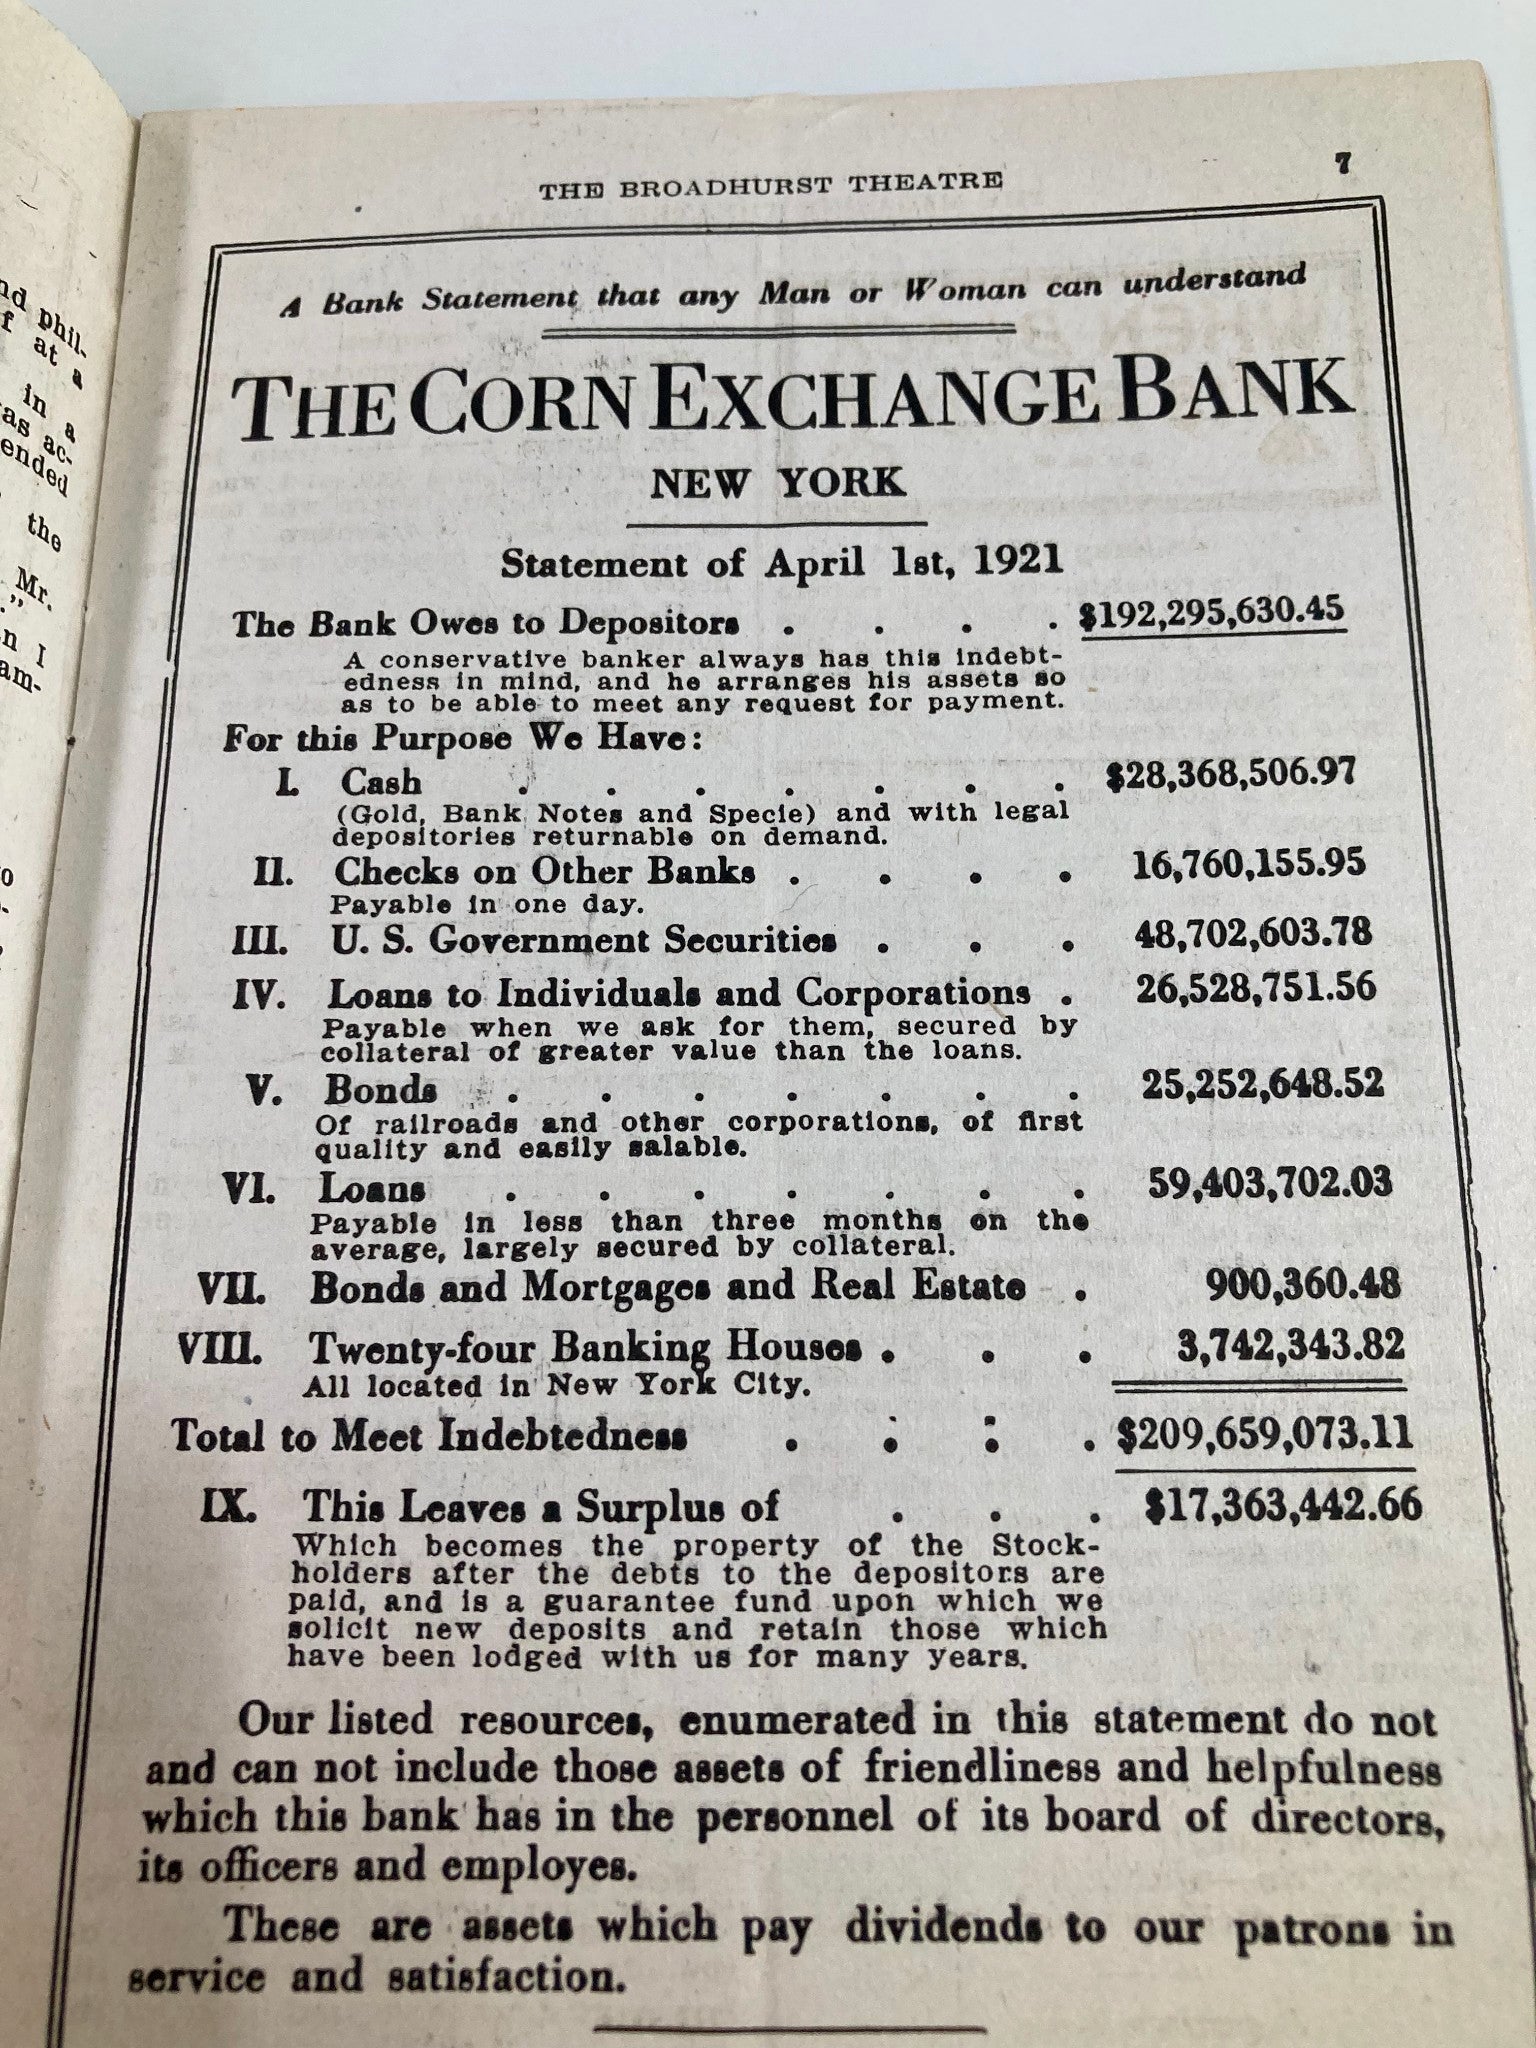 nd phil-
f at a
in a
as ac-
ended
the
Mr.
."
n I
am-
THE BROADHURST THEATRE 7
A Bank Statement that any Man or Woman can understand
THE CORN EXCHANGE BANK
NEW YORK
Statement of April 1st, 1921
The Bank Owes to Depositors . . . . $192,295,630.45
A conservative banker always has this indebt-
edness in mind, and he arranges his assets so
as to be able to meet any request for payment.
For this Purpose We Have:
I. Cash . . . . . . . $28,368,506.97
(Gold, Bank Notes and Specie) and with legal
depositories returnable on demand.
II. Checks on Other Banks . . . . 16,760,155.95
Payable in one day.
III. U. S. Government Securities . . . 48,702,603.78
IV. Loans to Individuals and Corporations . 26,528,751.56
Payable when we ask for them, secured by
collateral of greater value than the loans.
V. Bonds . . . . . . . 25,252,648.52
Of railroads and other corporations, of first
quality and easily salable.
VI. Loans . . . . . . . 59,403,702.03
Payable in less than three months on the
average, largely secured by collateral.
VII. Bonds and Mortgages and Real Estate . 900,360.48
VIII. Twenty-four Banking Houses . . . 3,742,343.82
All located in New York City.
Total to Meet Indebtedness . . . . $209,659,073.11
IX. This Leaves a Surplus of . . . $17,363,442.66
Which becomes the property of the Stock-
holders after the debts to the depositors are
paid, and is a guarantee fund upon which we
solicit new deposits and retain those which
have been lodged with us for many years.
Our listed resources, enumerated in this statement do not
and can not include those assets of friendliness and helpfulness
which this bank has in the personnel of its board of directors,
its officers and employes.
These are assets which pay dividends to our patrons in
service and satisfaction.